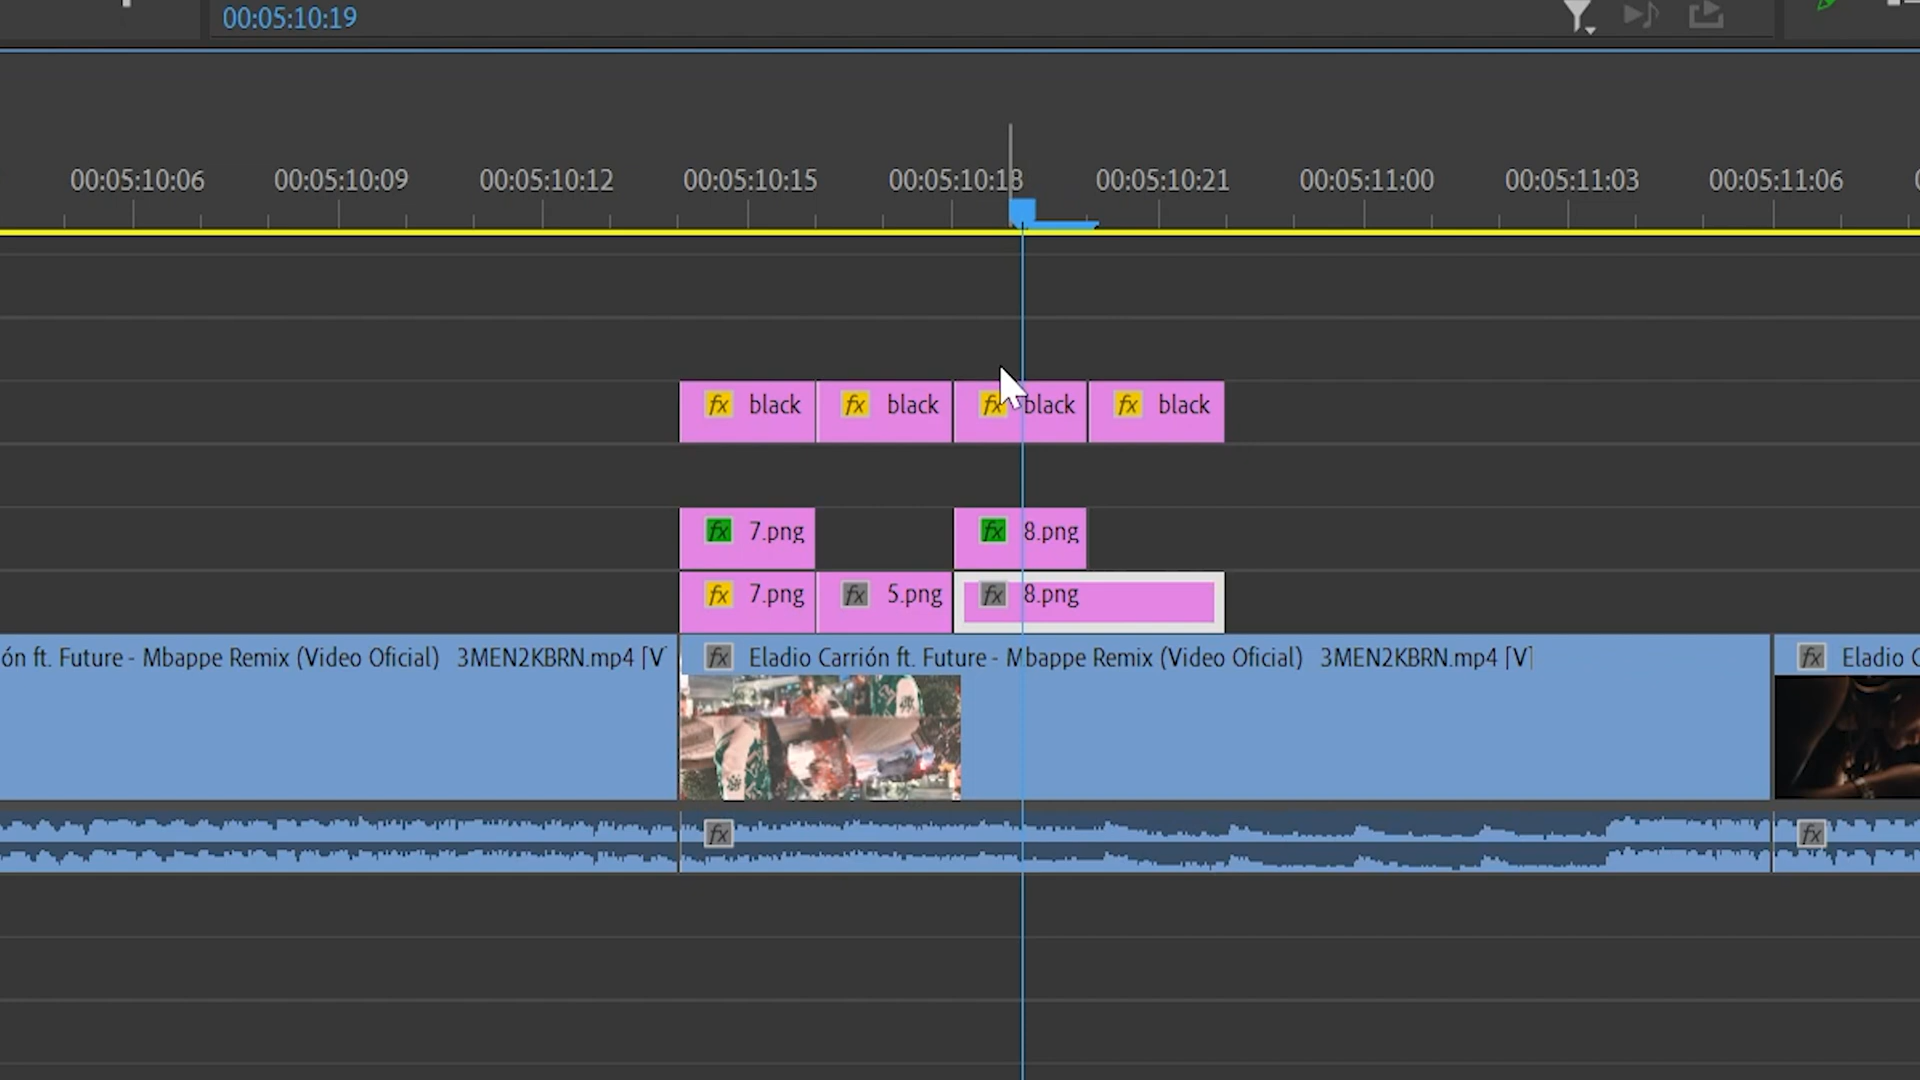 00:05:10:19
00:05:10:06 00:05:10:09 00:05:10:12 00:05:10:15 00:05:10:18 00:05:10:21 00:05:11:00 00:05:11:03 00:05:11:06
fx black fx black fx black fx black
fx 7.png fx 8.png
fx 7.png fx 5.png fx 8.png
ón ft. Future - Mbappe Remix (Video Oficial) 3MEN2KBRN.mp4 [V fx Eladio Carrión ft. Future - Mbappe Remix (Video Oficial) 3MEN2KBRN.mp4 [V] fx Eladio C
fx fx